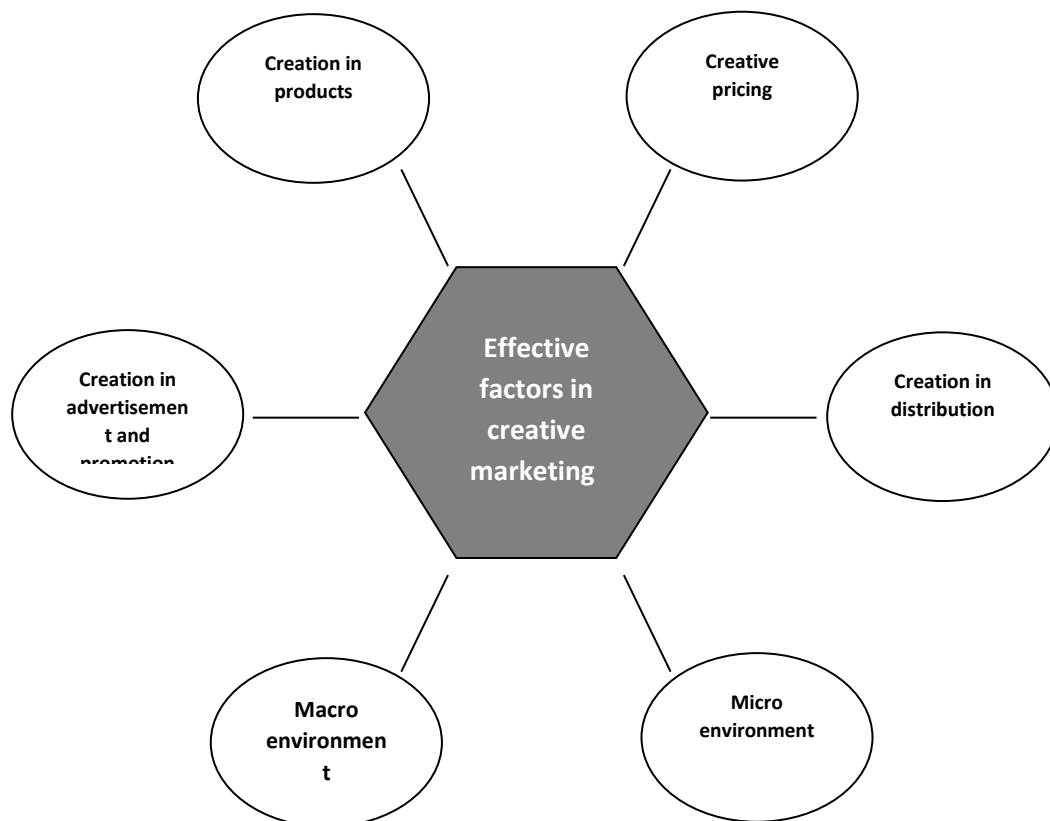 Creation in
products
Creative
pricing
Effective
factors in
creative
marketing
Creation in
advertisemen
t and
promotion
Creation in
distribution
Macro
environmen
t
Micro
environment